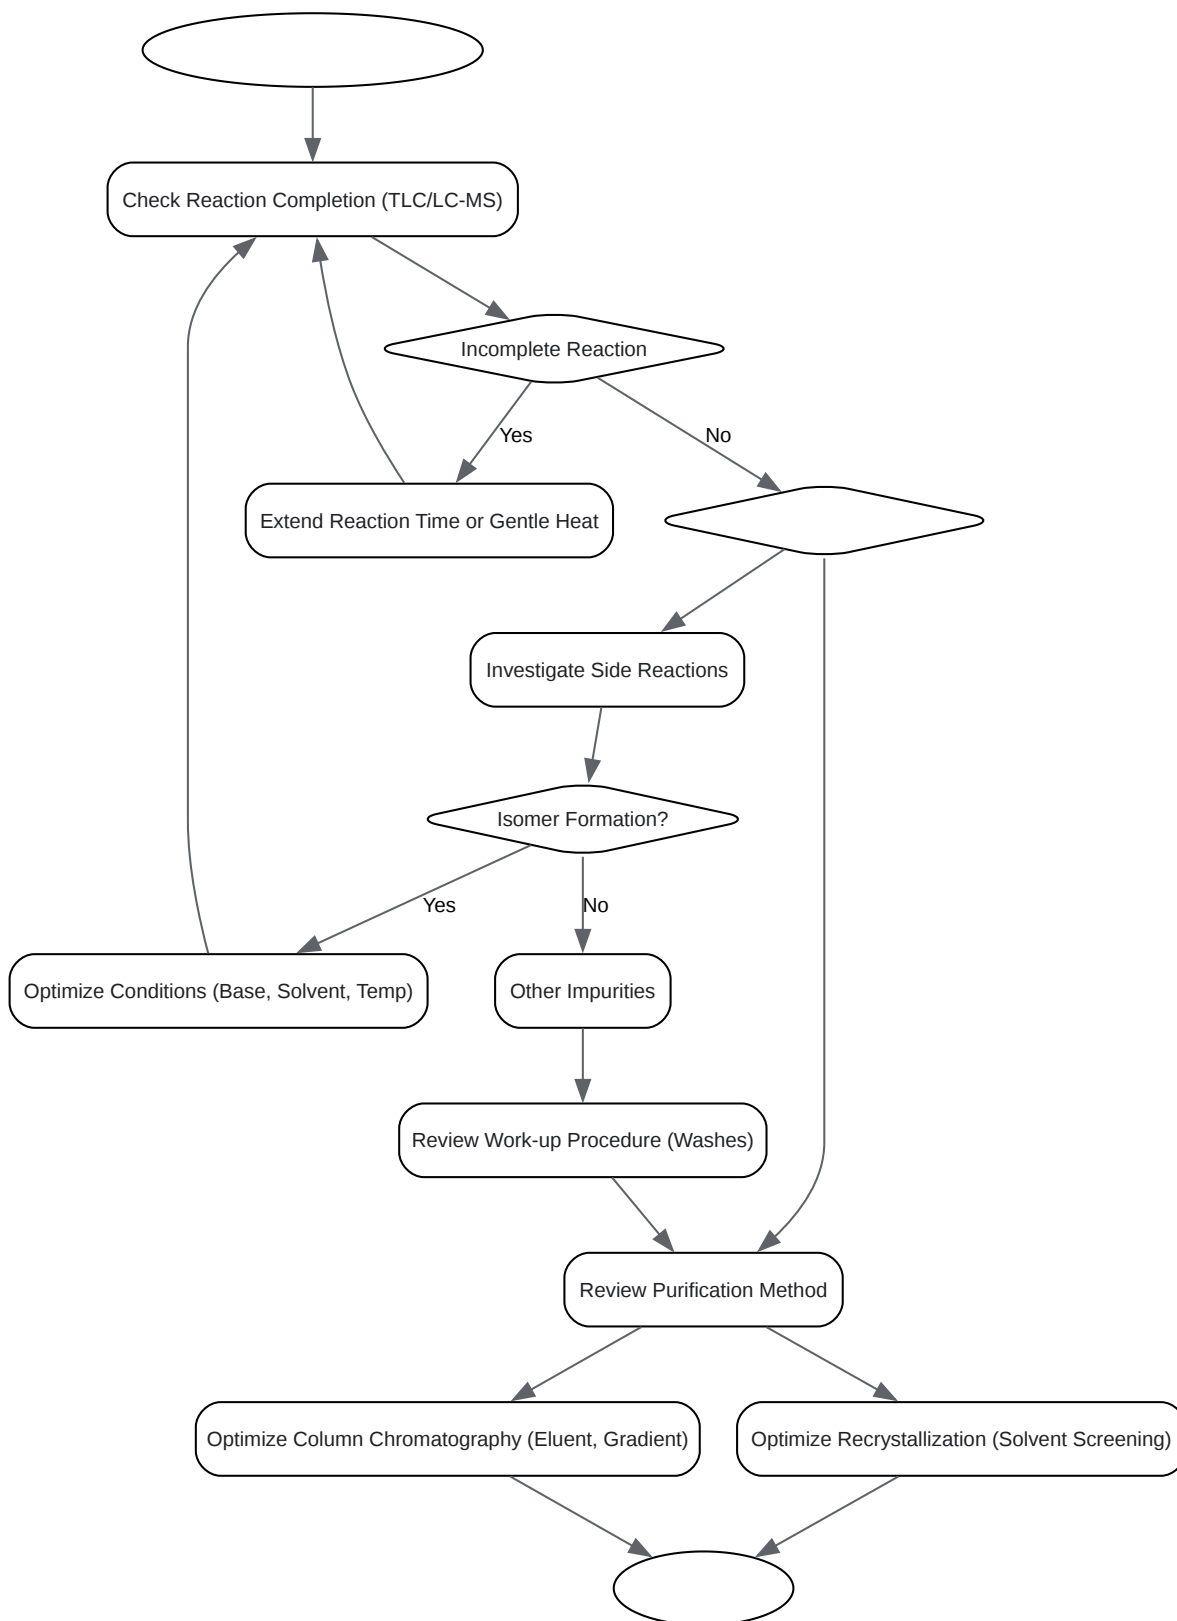 Check Reaction Completion (TLC/LC-MS)
Incomplete Reaction
Yes
No
Extend Reaction Time or Gentle Heat
Investigate Side Reactions
Isomer Formation?
Yes
No
Optimize Conditions (Base, Solvent, Temp)
Other Impurities
Review Work-up Procedure (Washes)
Review Purification Method
Optimize Column Chromatography (Eluent, Gradient)
Optimize Recrystallization (Solvent Screening)